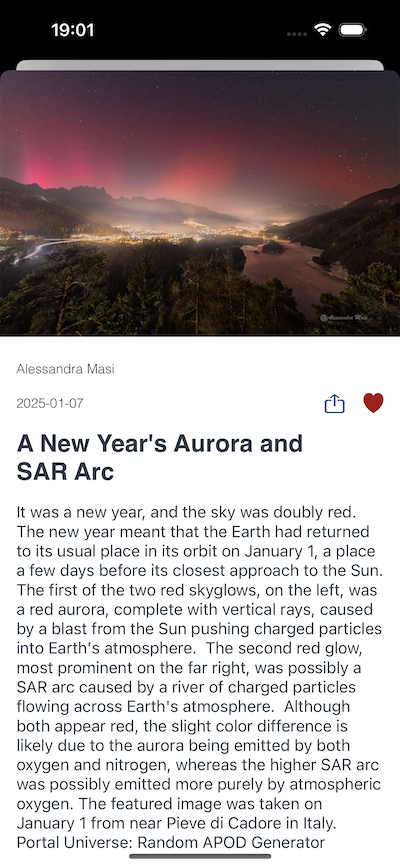 19:01
@Alessandra Masi
Alessandra Masi
2025-01-07
A New Year's Aurora and
SAR Arc
It was a new year, and the sky was doubly red.
The new year meant that the Earth had returned
to its usual place in its orbit on January 1, a place
a few days before its closest approach to the Sun.
The first of the two red skyglows, on the left, was
a red aurora, complete with vertical rays, caused
by a blast from the Sun pushing charged particles
into Earth's atmosphere.  The second red glow,
most prominent on the far right, was possibly a
SAR arc caused by a river of charged particles
flowing across Earth's atmosphere.  Although
both appear red, the slight color difference is
likely due to the aurora being emitted by both
oxygen and nitrogen, whereas the higher SAR arc
was possibly emitted more purely by atmospheric
oxygen. The featured image was taken on
January 1 from near Pieve di Cadore in Italy.
Portal Universe: Random APOD Generator